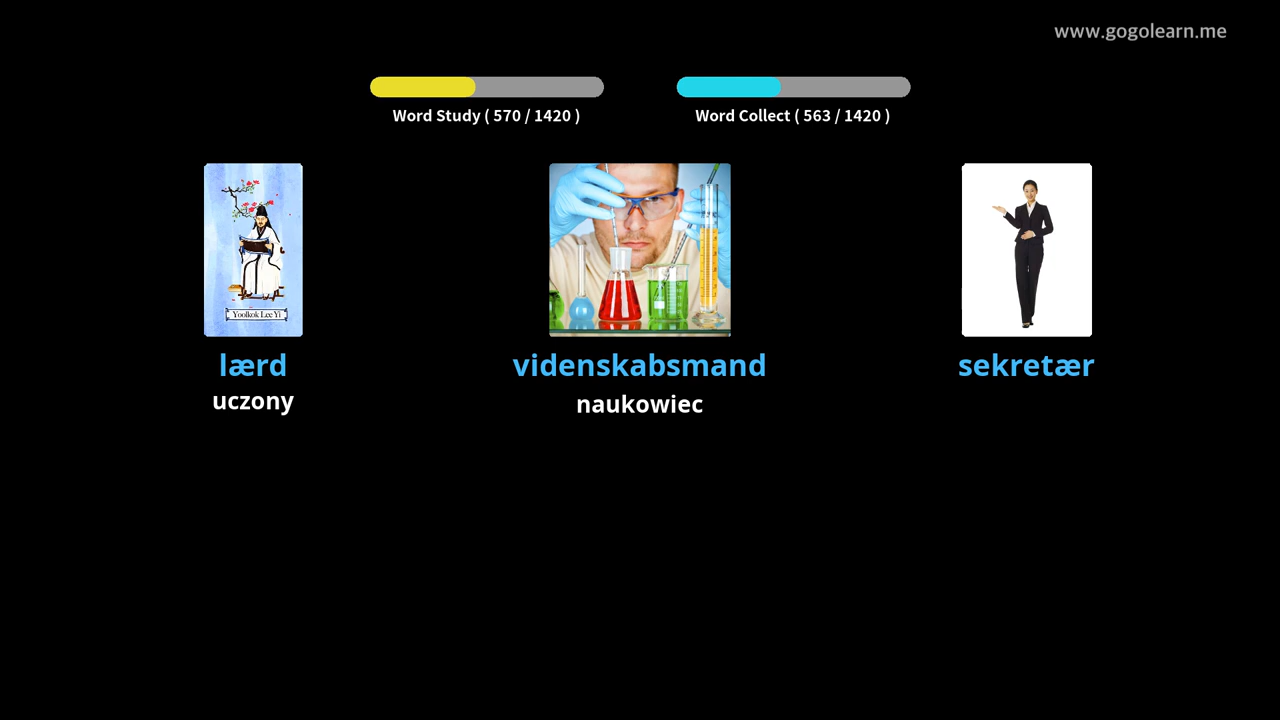 www.gogolearn.me
Word Study ( 570 / 1420 )
Word Collect ( 563 / 1420 )
Yoolkok Lee Yi
lærd
videnskabsmand
sekretær
uczony
naukowiec